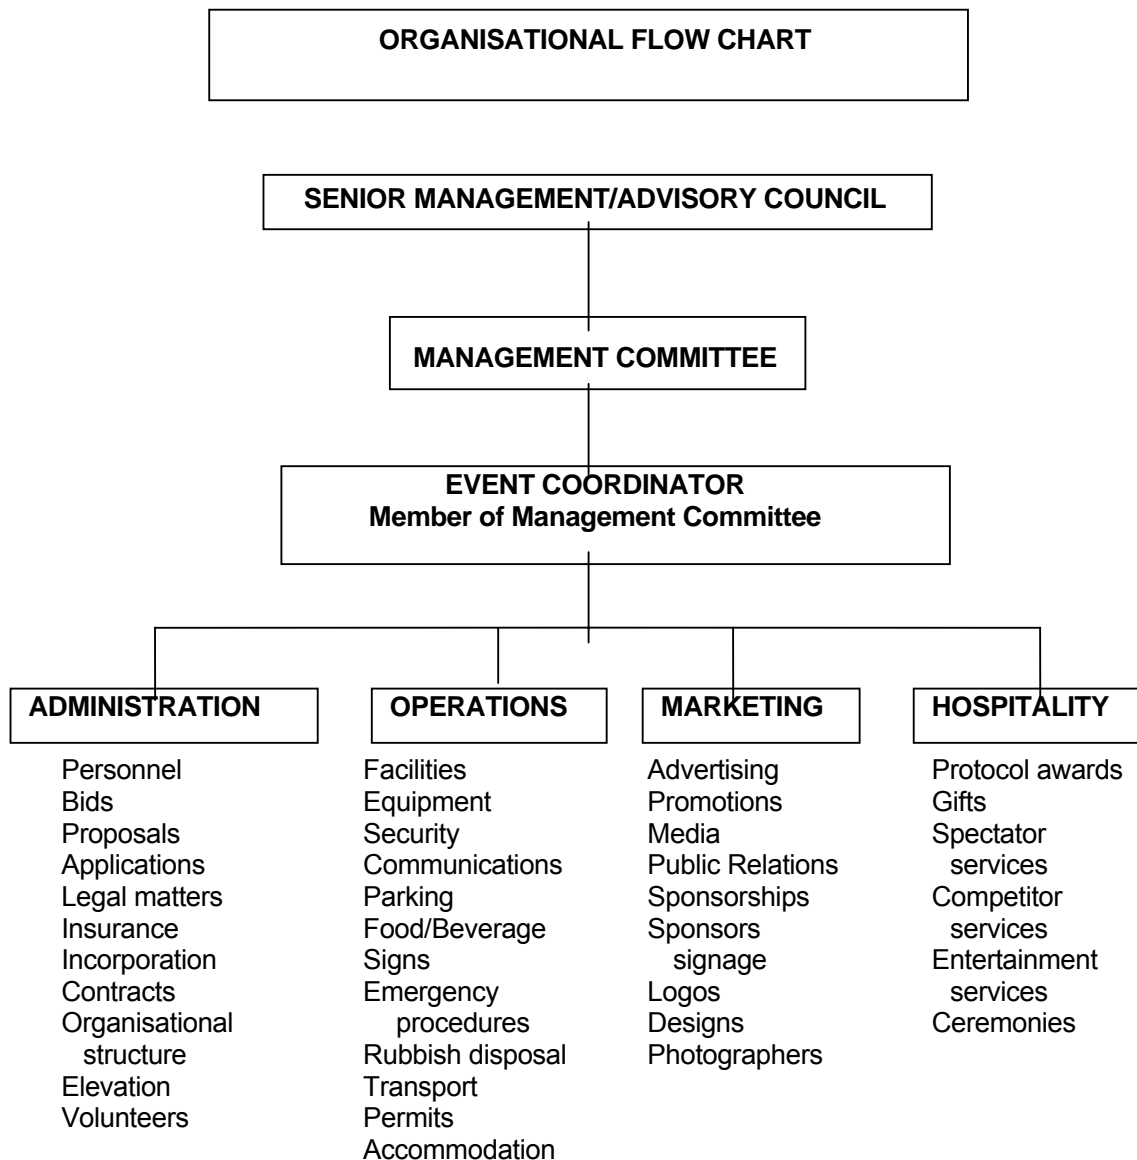 ORGANISATIONAL FLOW CHART
SENIOR MANAGEMENT/ADVISORY COUNCIL
MANAGEMENT COMMITTEE
EVENT COORDINATOR
Member of Management Committee
ADMINISTRATION
Personnel
Bids
Proposals
Applications
Legal matters
Insurance
Incorporation
Contracts
Organisational
structure
Elevation
Volunteers
OPERATIONS
Facilities
Equipment
Security
Communications
Parking
Food/Beverage
Signs
Emergency
procedures
Rubbish disposal
Transport
Permits
Accommodation
MARKETING
Advertising
Promotions
Media
Public Relations
Sponsorships
Sponsors
signage
Logos
Designs
Photographers
HOSPITALITY
Protocol awards
Gifts
Spectator
services
Competitor
services
Entertainment
services
Ceremonies